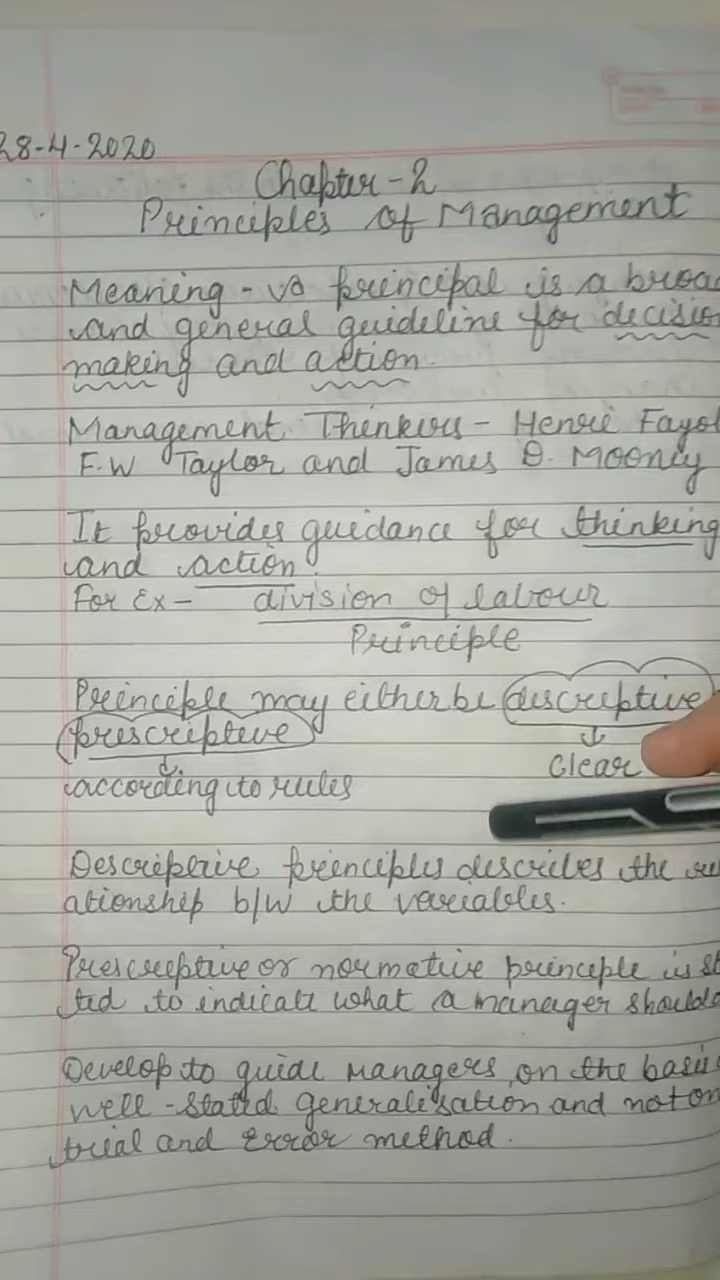 28-4-2020
Chapter-2
Principles of Management
Meaning - principal is a broad
and general guideline for decision
making and action.
Management Thinkers - Henri Fayol
F.W Taylor and James D. Mooney
It provides guidance for thinking
and action.
For Ex - division of labour
Principle
Principle may either be descriptive
prescriptive
clear
according to rules
Descriptive principles describes the rel
ationship b/w the variables.
Prescriptive or normative principle is sta
ted to indicate what a manager should
Develop to guide managers on the basis
well-stated generalisation and not on
trial and Error method.